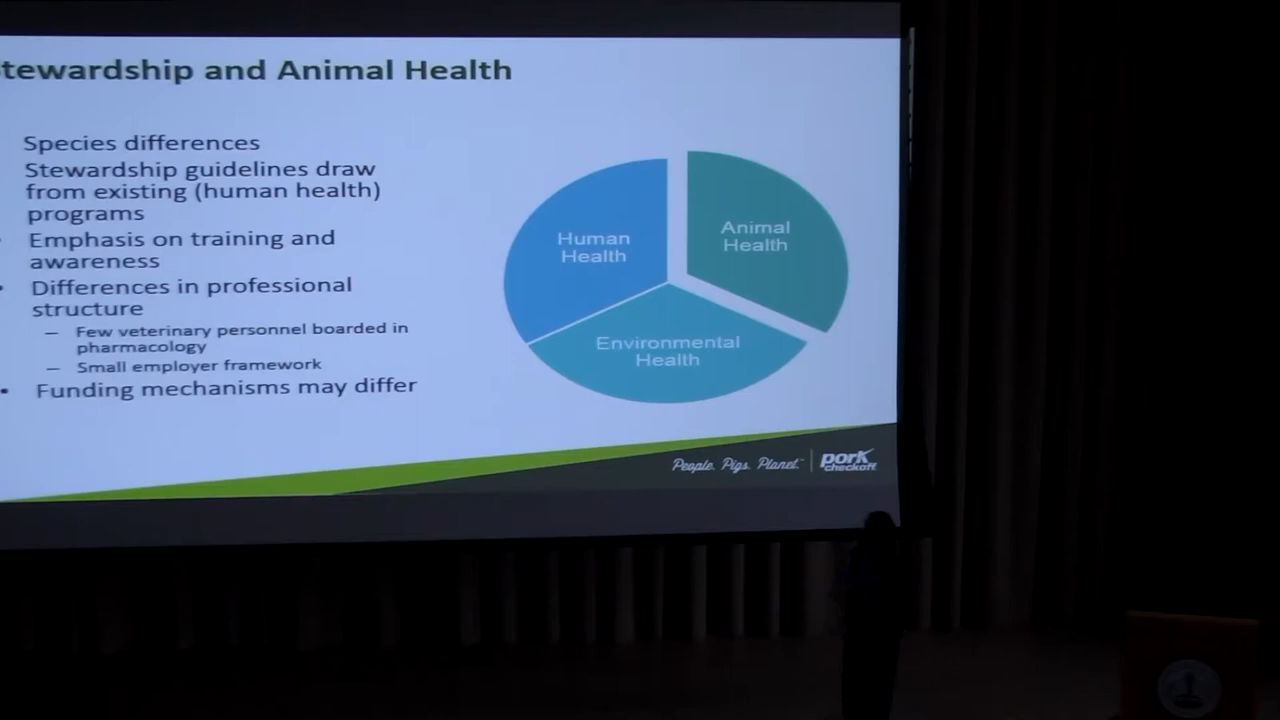 tewardship and Animal Health
Species differences
Stewardship guidelines draw
from existing (human health)
programs
• Emphasis on training and
awareness
• Differences in professional
structure
— Few veterinary personnel boarded in
pharmacology
— Small employer framework
• Funding mechanisms may differ
Human
Health
Animal
Health
Environmental
Health
People. Pigs. Planet.™
pork
checkoff